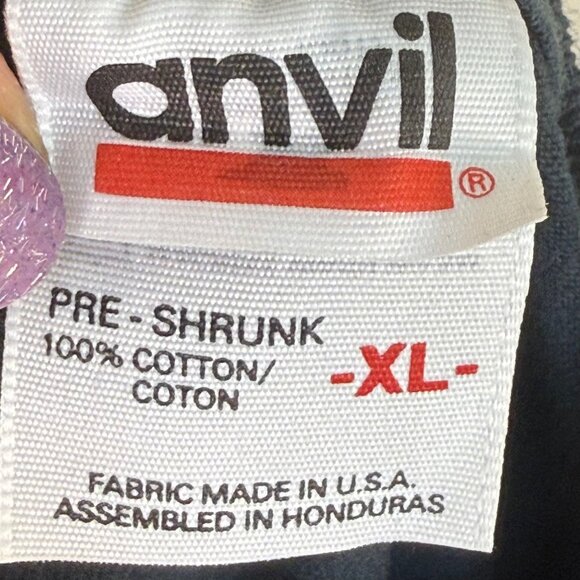 anvil®
PRE-SHRUNK
100% COTTON/
COTON
-XL-
FABRIC MADE IN U.S.A.
ASSEMBLED IN HONDURAS